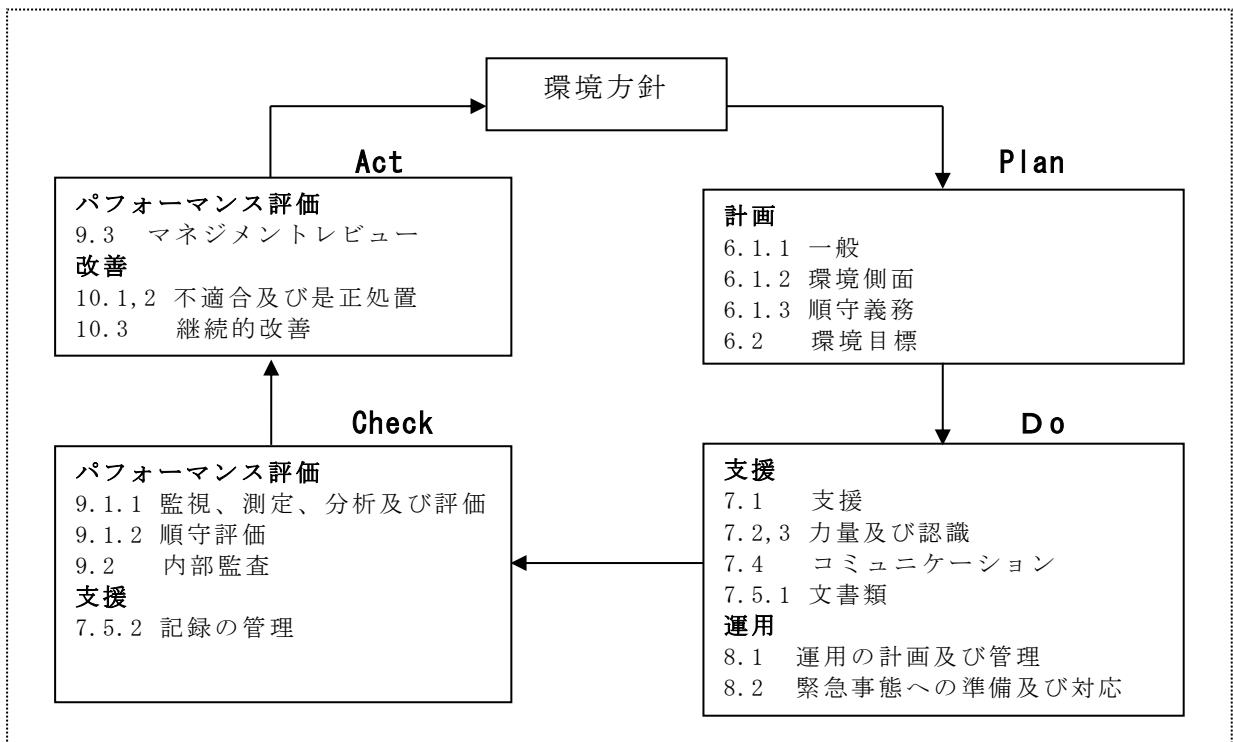 環境方針
Act
パフォーマンス評価
9.3 マネジメントレビュー
改善
10.1,2 不適合及び是正処置
10.3 継続的改善
Plan
計画
6.1.1 一般
6.1.2 環境側面
6.1.3 順守義務
6.2 環境目標
Check
パフォーマンス評価
9.1.1 監視、測定、分析及び評価
9.1.2 順守評価
9.2 内部監査
支援
7.5.2 記録の管理
Ｄｏ
支援
7.1 支援
7.2,3 力量及び認識
7.4 コミュニケーション
7.5.1 文書類
運用
8.1 運用の計画及び管理
8.2 緊急事態への準備及び対応